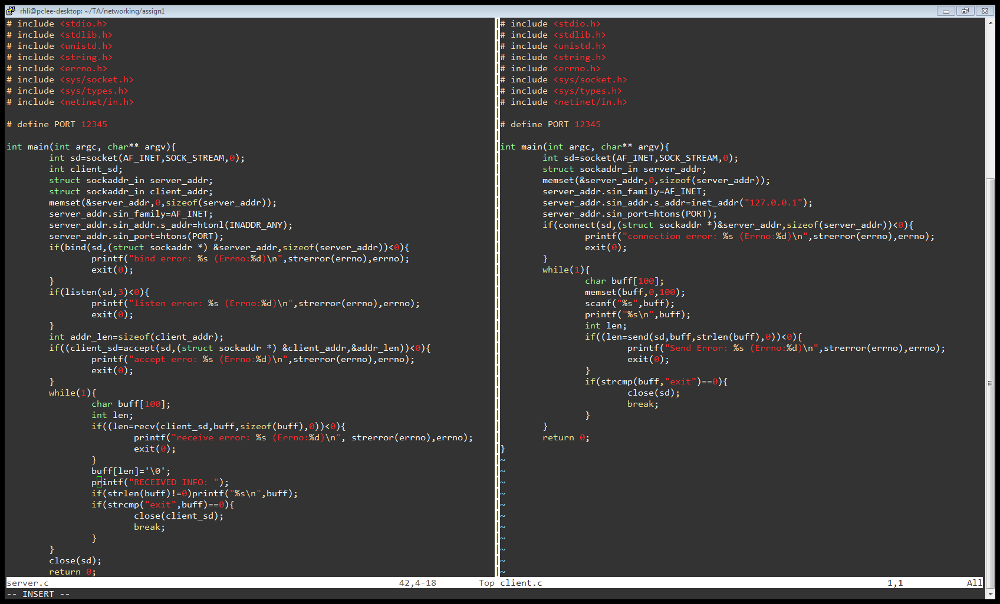 rhli@pclee-desktop: ~/TA/networking/assign1
# include <stdio.h>
# include <stdlib.h>
# include <unistd.h>
# include <string.h>
# include <errno.h>
# include <sys/socket.h>
# include <sys/types.h>
# include <netinet/in.h>

# define PORT 12345

int main(int argc, char** argv){
        int sd=socket(AF_INET,SOCK_STREAM,0);
        int client_sd;
        struct sockaddr_in server_addr;
        struct sockaddr_in client_addr;
        memset(&server_addr,0,sizeof(server_addr));
        server_addr.sin_family=AF_INET;
        server_addr.sin_addr.s_addr=htonl(INADDR_ANY);
        server_addr.sin_port=htons(PORT);
        if(bind(sd,(struct sockaddr *) &server_addr,sizeof(server_addr))<0){
                printf("bind error: %s (Errno:%d)\n",strerror(errno),errno);
                exit(0);
        }
        if(listen(sd,3)<0){
                printf("listen error: %s (Errno:%d)\n",strerror(errno),errno);
                exit(0);
        }
        int addr_len=sizeof(client_addr);
        if((client_sd=accept(sd,(struct sockaddr *) &client_addr,&addr_len))<0){
                printf("accept erro: %s (Errno:%d)\n",strerror(errno),errno);
                exit(0);
        }
        while(1){
                char buff[100];
                int len;
                if((len=recv(client_sd,buff,sizeof(buff),0))<0){
                        printf("receive error: %s (Errno:%d)\n", strerror(errno),errno);
                        exit(0);
                }
                buff[len]='\0';
                printf("RECEIVED INFO: ");
                if(strlen(buff)!=0)printf("%s\n",buff);
                if(strcmp("exit",buff)==0){
                        close(client_sd);
                        break;
                }
        }
        close(sd);
        return 0;
server.c 42,4-18 Top
-- INSERT --
# include <stdio.h>
# include <stdlib.h>
# include <unistd.h>
# include <string.h>
# include <errno.h>
# include <sys/socket.h>
# include <sys/types.h>
# include <netinet/in.h>

# define PORT 12345

int main(int argc, char** argv){
        int sd=socket(AF_INET,SOCK_STREAM,0);
        struct sockaddr_in server_addr;
        memset(&server_addr,0,sizeof(server_addr));
        server_addr.sin_family=AF_INET;
        server_addr.sin_addr.s_addr=inet_addr("127.0.0.1");
        server_addr.sin_port=htons(PORT);
        if(connect(sd,(struct sockaddr *)&server_addr,sizeof(server_addr))<0){
                printf("connection error: %s (Errno:%d)\n",strerror(errno),errno);
                exit(0);
        }
        while(1){
                char buff[100];
                memset(buff,0,100);
                scanf("%s",buff);
                printf("%s\n",buff);
                int len;
                if((len=send(sd,buff,strlen(buff),0))<0){
                        printf("Send Error: %s (Errno:%d)\n",strerror(errno),errno);
                        exit(0);
                }
                if(strcmp(buff,"exit")==0){
                        close(sd);
                        break;
                }
        }
        return 0;
}
~
~
~
~
~
~
~
~
~
~
~
client.c 1,1 All